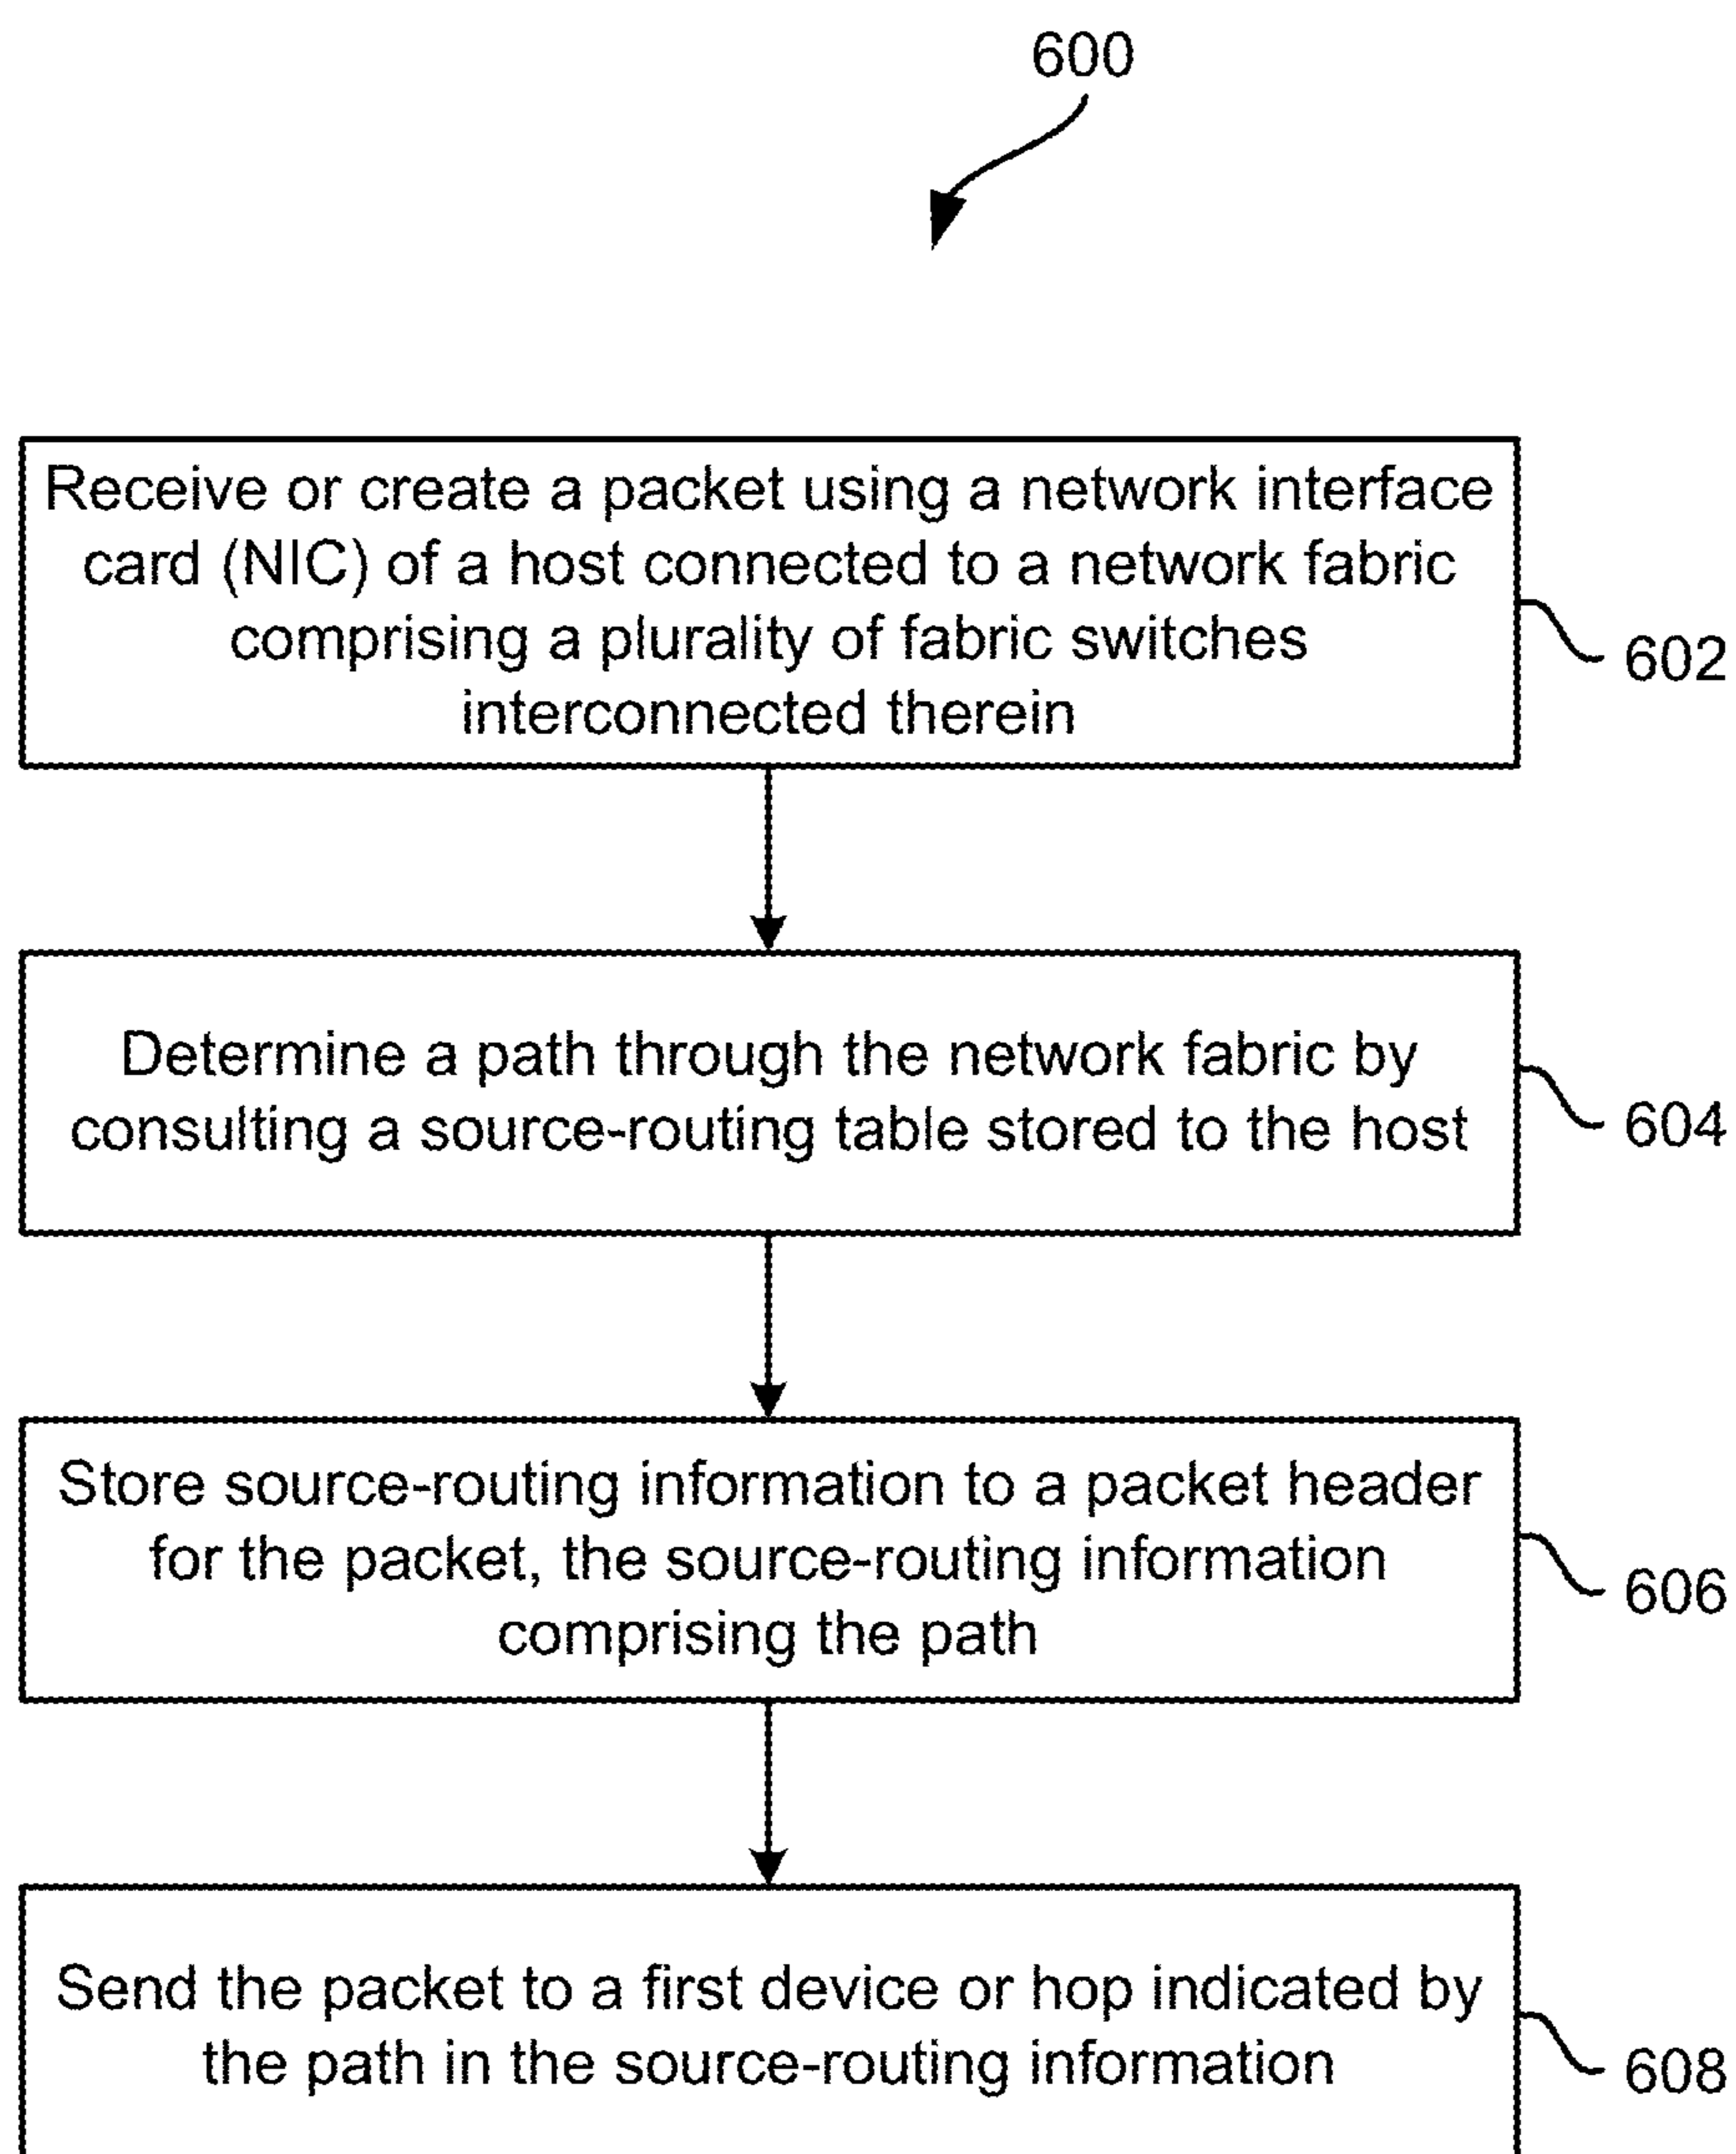 600
Receive or create a packet using a network interface
card (NIC) of a host connected to a network fabric
comprising a plurality of fabric switches
interconnected therein
602
Determine a path through the network fabric by
consulting a source-routing table stored to the host
604
Store source-routing information to a packet header
for the packet, the source-routing information
comprising the path
606
Send the packet to a first device or hop indicated by
the path in the source-routing information
608